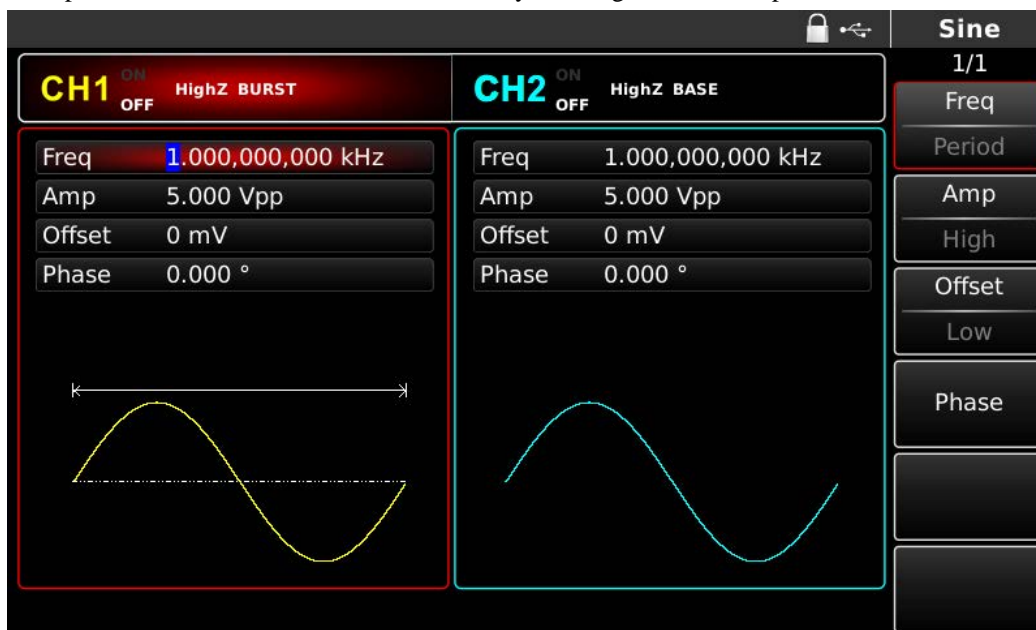 Sine
1/1
CH1 ON OFF HighZ BURST
CH2 ON OFF HighZ BASE
Freq 1.000,000,000 kHz
Amp 5.000 Vpp
Offset 0 mV
Phase 0.000 °
Freq 1.000,000,000 kHz
Amp 5.000 Vpp
Offset 0 mV
Phase 0.000 °
Freq
Period
Amp
High
Offset
Low
Phase